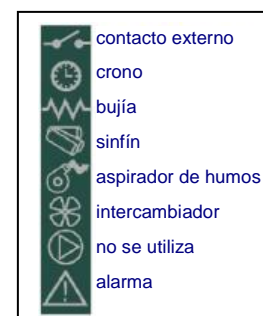 contacto externo
crono
bujía
sinfín
aspirador de humos
intercambiador
no se utiliza
alarma